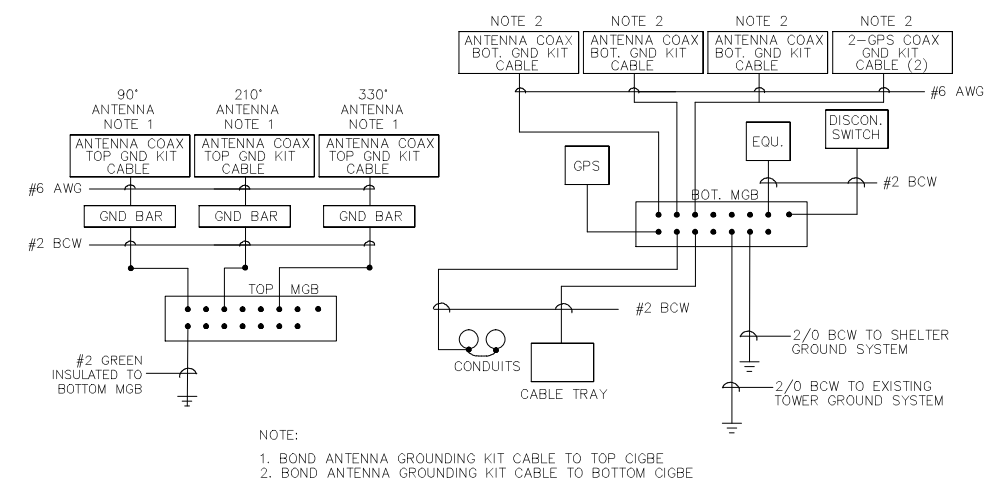 NOTE 2
ANTENNA COAX
BOT. GND KIT
CABLE
NOTE 2
ANTENNA COAX
BOT. GND KIT
CABLE
NOTE 2
ANTENNA COAX
BOT. GND KIT
CABLE
NOTE 2
2-GPS COAX
GND KIT
CABLE (2)
#6 AWG
90°
ANTENNA
NOTE 1
ANTENNA COAX
TOP GND KIT
CABLE
210°
ANTENNA
NOTE 1
ANTENNA COAX
TOP GND KIT
CABLE
330°
ANTENNA
NOTE 1
ANTENNA COAX
TOP GND KIT
CABLE
DISCON.
SWITCH
EQU.
GPS
#6 AWG
#2 BCW
BOT. MGB
GND BAR
GND BAR
GND BAR
#2 BCW
TOP MGB
#2 BCW
#2 GREEN
INSULATED TO
BOTTOM MGB
CONDUITS
CABLE TRAY
2/0 BCW TO SHELTER
GROUND SYSTEM
2/0 BCW TO EXISTING
TOWER GROUND SYSTEM
NOTE:
1. BOND ANTENNA GROUNDING KIT CABLE TO TOP CIGBE
2. BOND ANTENNA GROUNDING KIT CABLE TO BOTTOM CIGBE